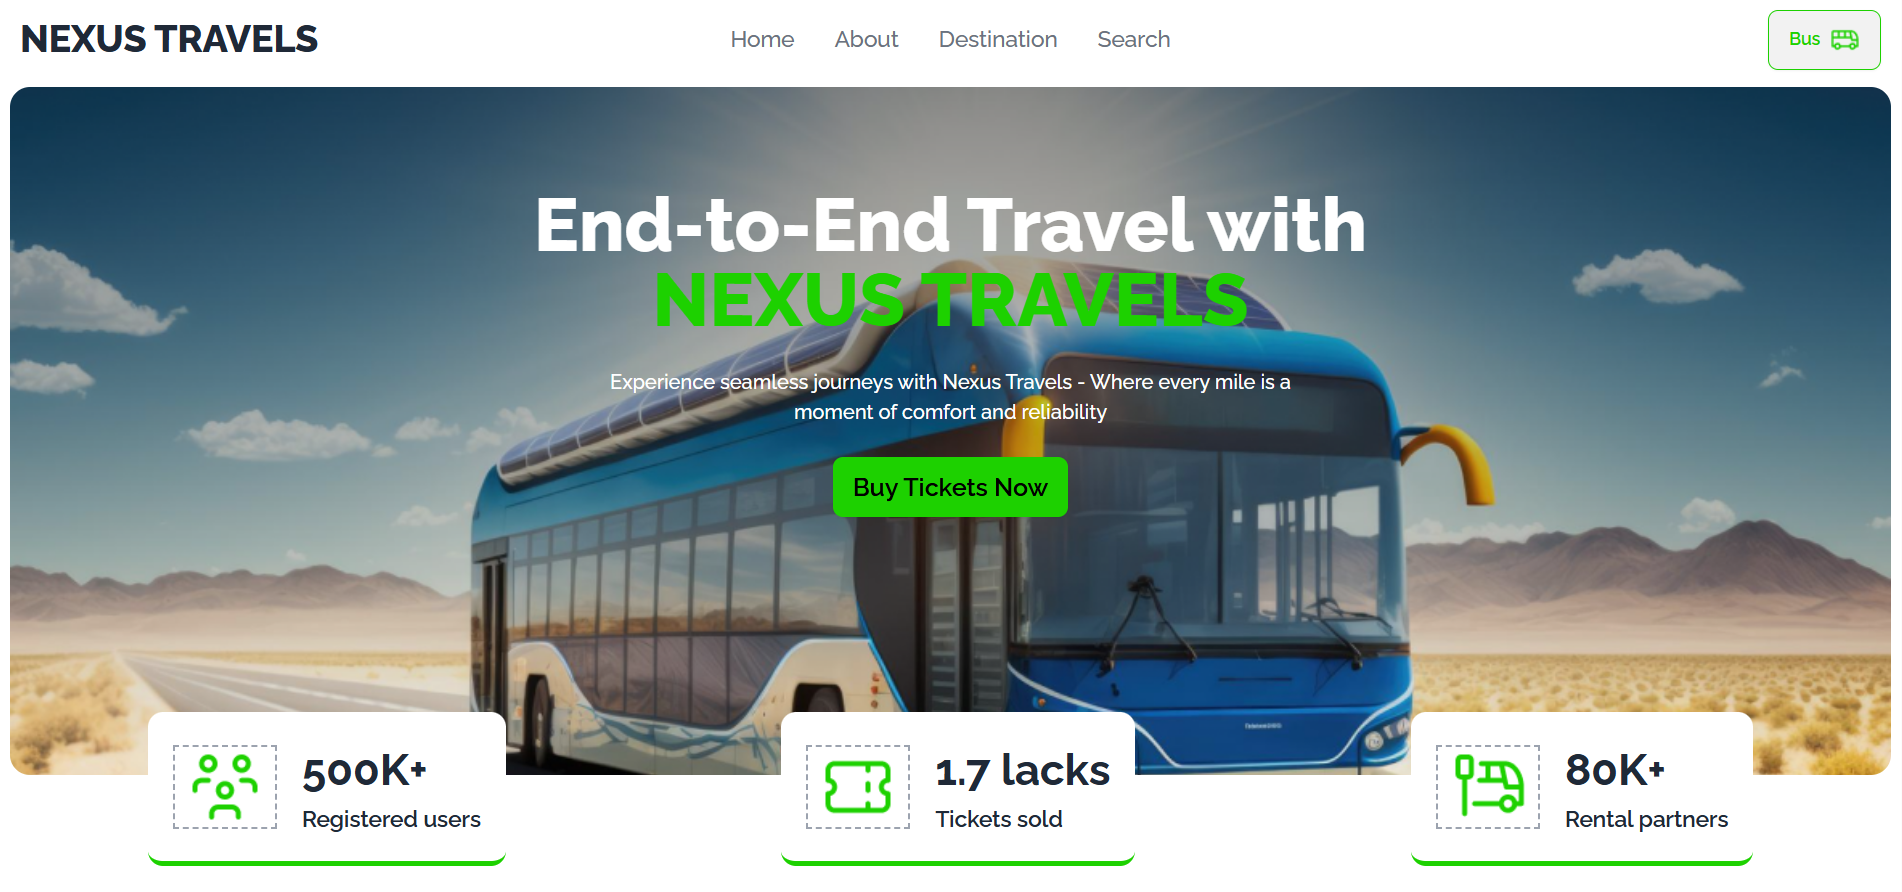 NEXUS TRAVELS
Home
About
Destination
Search
Bus
End-to-End Travel with
NEXUS TRAVELS
Experience seamless journeys with Nexus Travels - Where every mile is a
moment of comfort and reliability
Buy Tickets Now
500K+
Registered users
1.7 lacks
Tickets sold
80K+
Rental partners